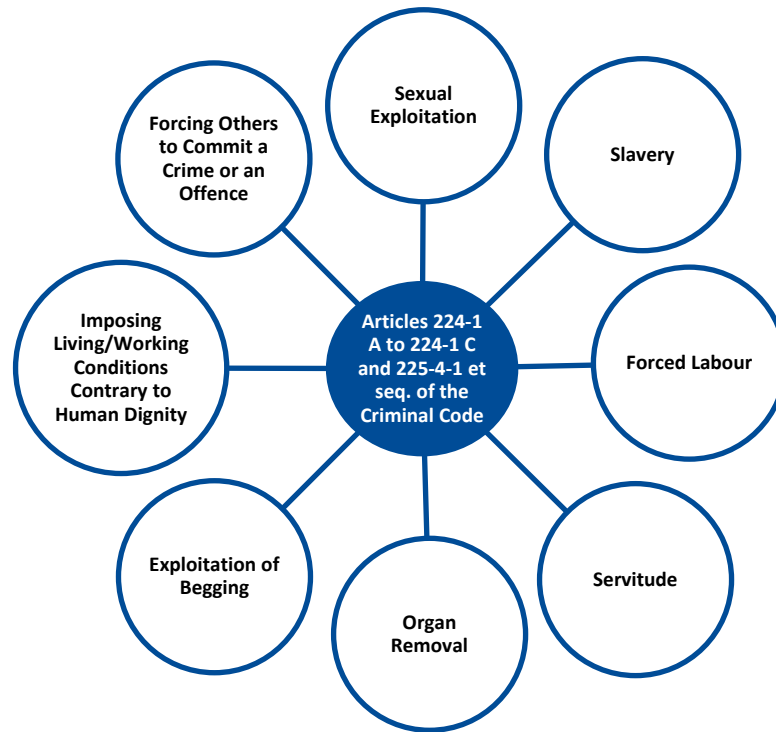 Sexual
Exploitation
Slavery
Forced Labour
Servitude
Organ
Removal
Exploitation of
Begging
Imposing
Living/Working
Conditions
Contrary to
Human Dignity
Forcing Others
to Commit a
Crime or an
Offence
Articles 224-1
A to 224-1 C
and 225-4-1 et
seq. of the
Criminal Code